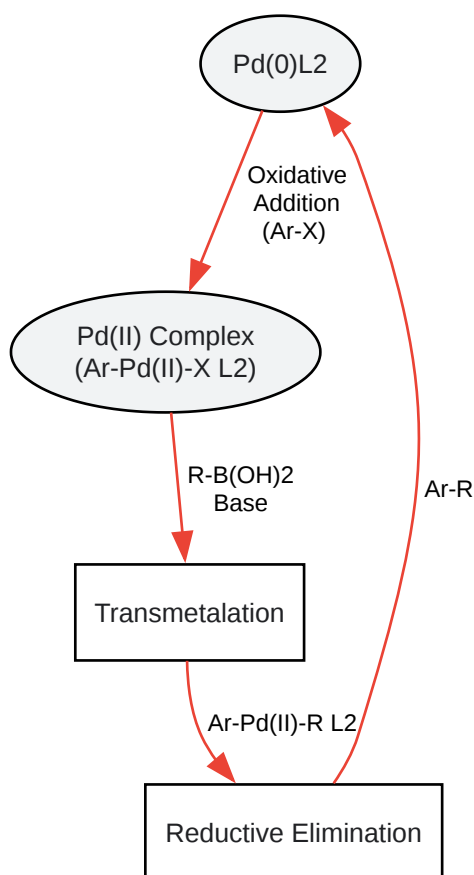 Pd(0)L2
Oxidative
Addition
(Ar-X)
Pd(II) Complex
(Ar-Pd(II)-X L2)
R-B(OH)2
Base
Ar-R
Transmetalation
Ar-Pd(II)-R L2
Reductive Elimination